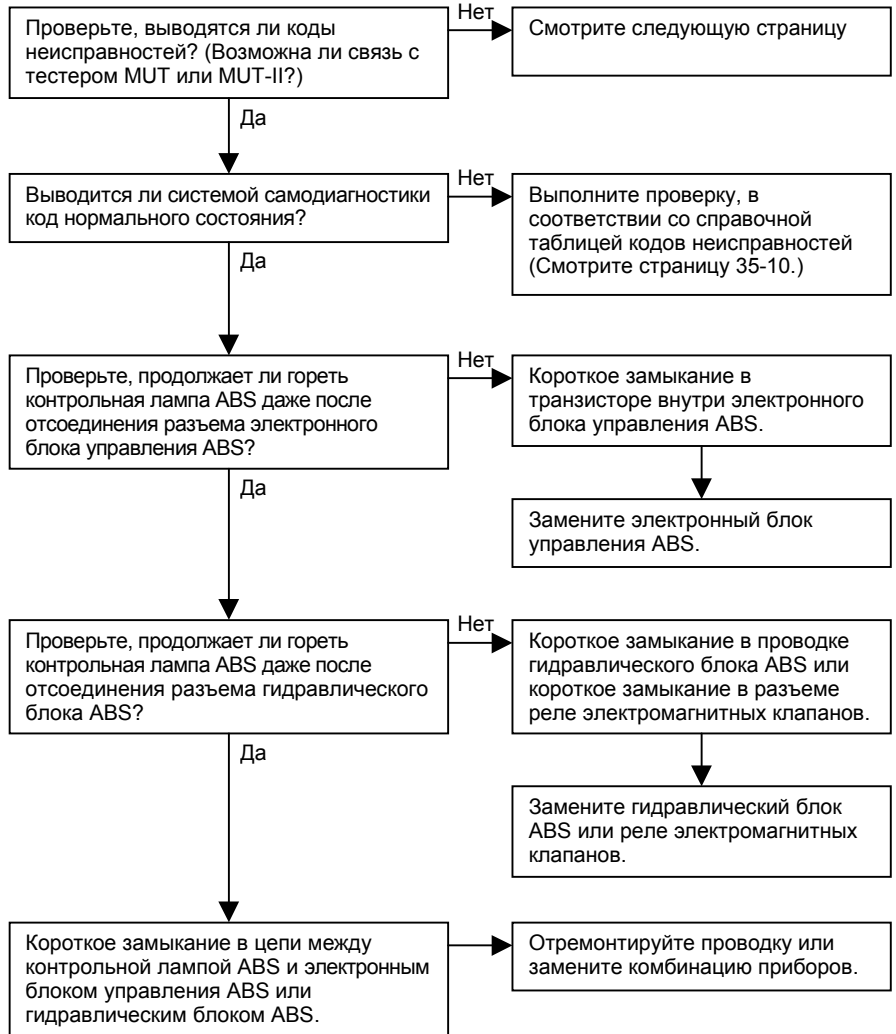 Проверьте, выводятся ли коды
неисправностей? (Возможна ли связь с
тестером MUT или MUT-II?)
Нет
Смотрите следующую страницу
Да
Выводится ли системой самодиагностики
код нормального состояния?
Нет
Выполните проверку, в
соответствии со справочной
таблицей кодов неисправностей
(Смотрите страницу 35-10.)
Да
Проверьте, продолжает ли гореть
контрольная лампа ABS даже после
отсоединения разъема электронного
блока управления ABS?
Нет
Короткое замыкание в
транзисторе внутри электронного
блока управления ABS.
Да
Замените электронный блок
управления ABS.
Проверьте, продолжает ли гореть
контрольная лампа ABS даже после
отсоединения разъема гидравлического
блока ABS?
Нет
Короткое замыкание в проводке
гидравлического блока ABS или
короткое замыкание в разъеме
реле электромагнитных клапанов.
Да
Замените гидравлический блок
ABS или реле электромагнитных
клапанов.
Короткое замыкание в цепи между
контрольной лампой ABS и электронным
блоком управления ABS или
гидравлическим блоком ABS.
Отремонтируйте проводку или
замените комбинацию приборов.